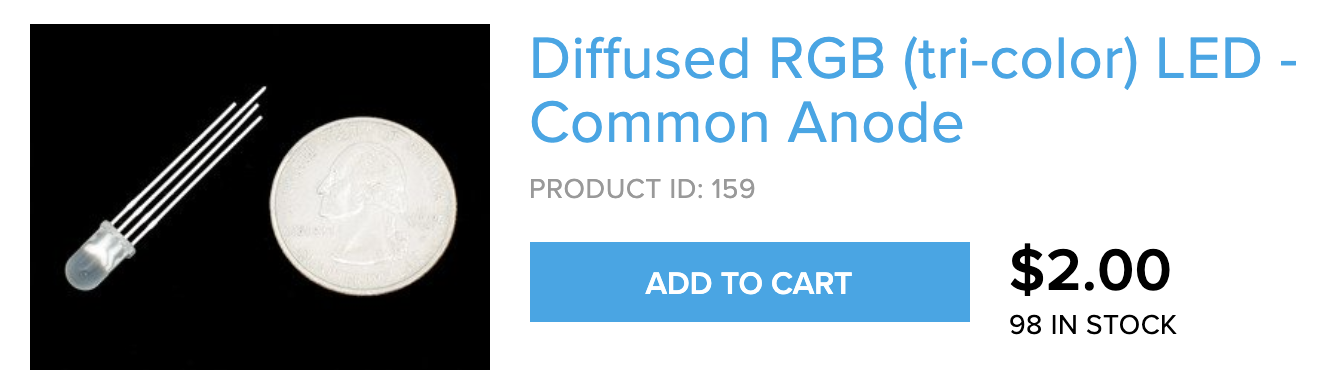 Diffused RGB (tri-color) LED -
Common Anode
PRODUCT ID: 159
ADD TO CART
$2.00
98 IN STOCK